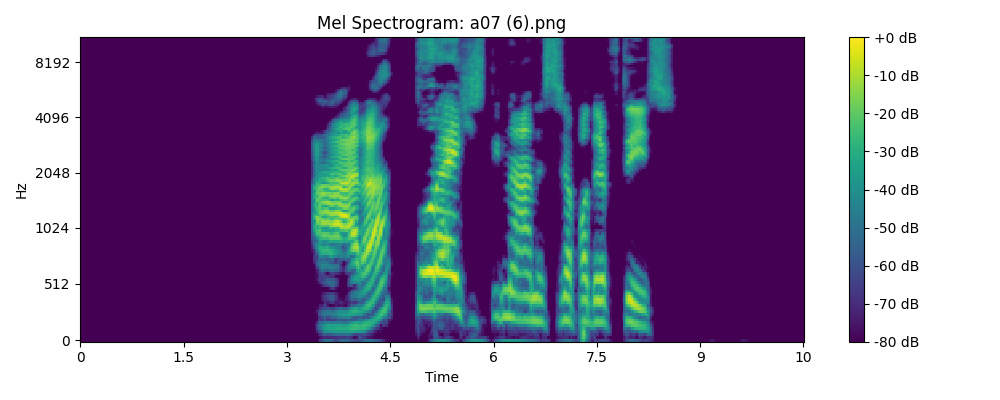 Mel Spectrogram: a07 (6).png
+0 dB
8192
-10 dB
4096
-20 dB
-30 dB
Hz
2048
-40 dB
1024
-50 dB
-60 dB
512
-70 dB
0
-80 dB
0 1.5 3 4.5 6 7.5 9 10
Time